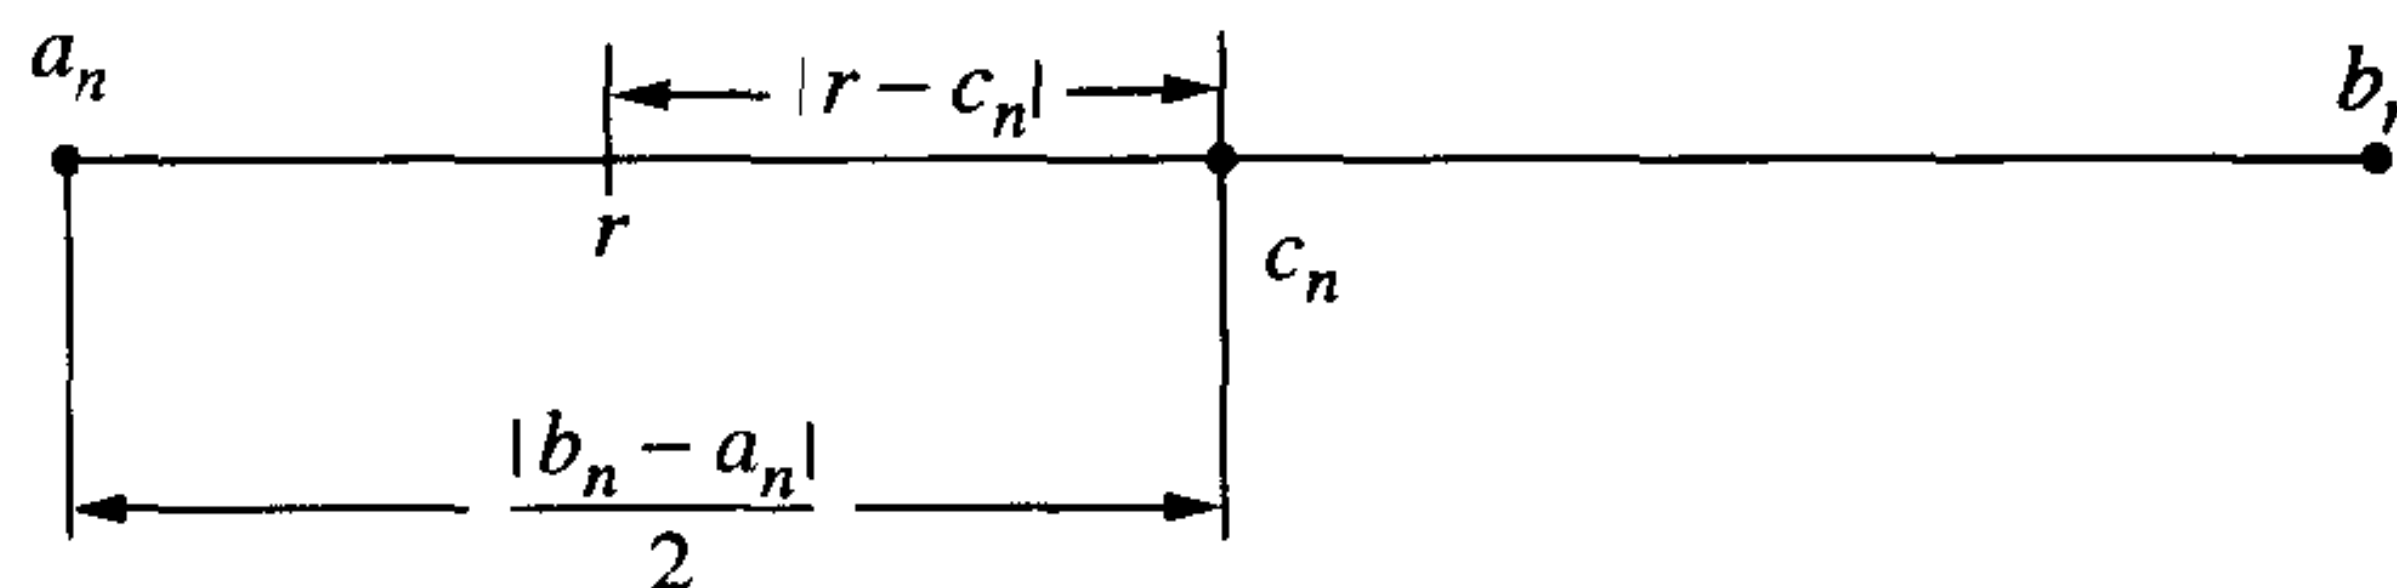 a_n |r − c_n| b
r
c_n
|b_n − a_n|
2